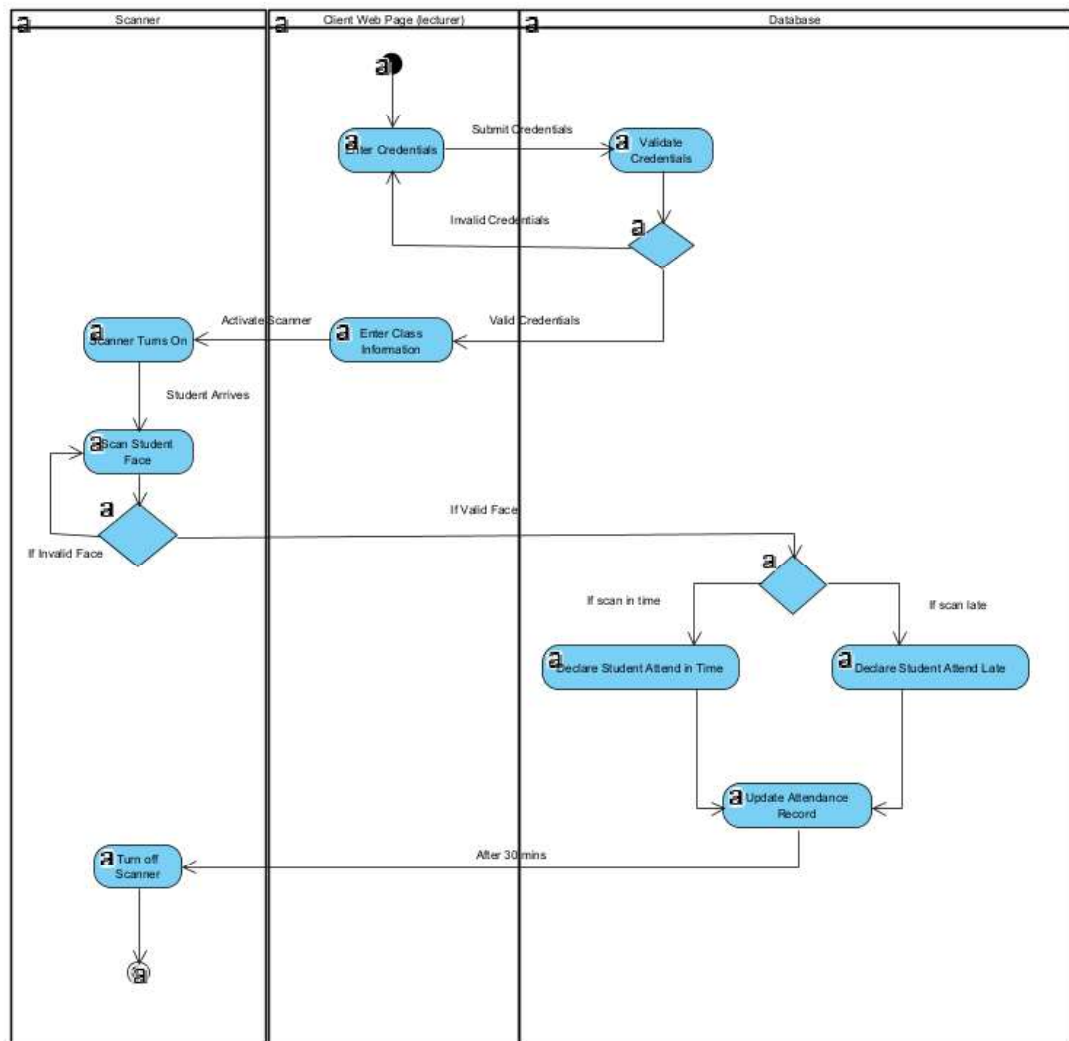 Scanner
Client Web Page (lecturer)
Database
Enter Credentials
Submit Credentials
Validate
Credentials
Invalid Credentials
Valid Credentials
Enter Class
Information
Activate Scanner
Scanner Turns On
Student Arrives
Scan Student
Face
If Invalid Face
If Valid Face
If scan in time
If scan late
Declare Student Attend in Time
Declare Student Attend Late
Update Attendance
Record
After 30 mins
Turn off
Scanner